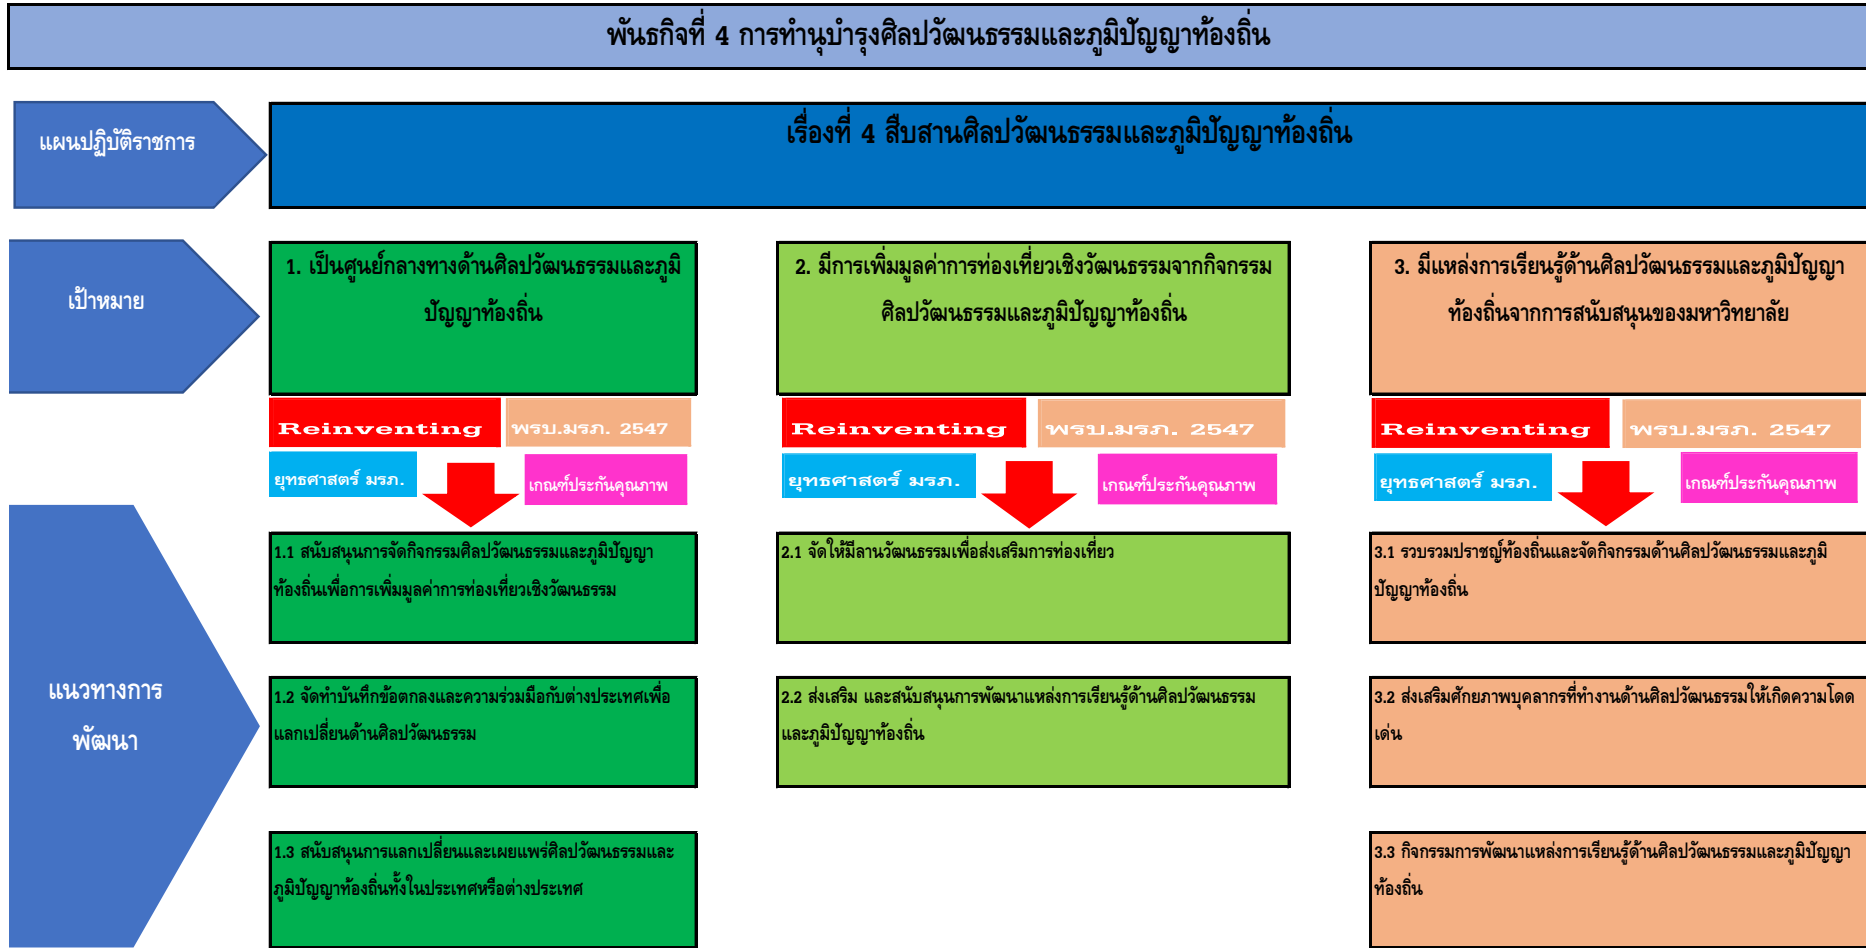 พันธกิจที่ 4 การทำนุบำรุงศิลปวัฒนธรรมและภูมิปัญญาท้องถิ่น
แผนปฏิบัติราชการ
เรื่องที่ 4 สืบสานศิลปวัฒนธรรมและภูมิปัญญาท้องถิ่น
เป้าหมาย
1. เป็นศูนย์กลางทางด้านศิลปวัฒนธรรมและภูมิ
ปัญญาท้องถิ่น
2. มีการเพิ่มมูลค่าการท่องเที่ยวเชิงวัฒนธรรมจากกิจกรรม
ศิลปวัฒนธรรมและภูมิปัญญาท้องถิ่น
3. มีแหล่งการเรียนรู้ด้านศิลปวัฒนธรรมและภูมิปัญญา
ท้องถิ่นจากการสนับสนุนของมหาวิทยาลัย
Reinventing
พรบ.มรภ. 2547
ยุทธศาสตร์ มรภ.
เกณฑ์ประกันคุณภาพ
Reinventing
พรบ.มรภ. 2547
ยุทธศาสตร์ มรภ.
เกณฑ์ประกันคุณภาพ
Reinventing
พรบ.มรภ. 2547
ยุทธศาสตร์ มรภ.
เกณฑ์ประกันคุณภาพ
แนวทางการ
พัฒนา
1.1 สนับสนุนการจัดกิจกรรมศิลปวัฒนธรรมและภูมิปัญญา
ท้องถิ่นเพื่อการเพิ่มมูลค่าการท่องเที่ยวเชิงวัฒนธรรม
2.1 จัดให้มีลานวัฒนธรรมเพื่อส่งเสริมการท่องเที่ยว
3.1 รวบรวมปราชญ์ท้องถิ่นและจัดกิจกรรมด้านศิลปวัฒนธรรมและภูมิ
ปัญญาท้องถิ่น
1.2 จัดทำบันทึกข้อตกลงและความร่วมมือกับต่างประเทศเพื่อ
แลกเปลี่ยนด้านศิลปวัฒนธรรม
2.2 ส่งเสริม และสนับสนุนการพัฒนาแหล่งการเรียนรู้ด้านศิลปวัฒนธรรม
และภูมิปัญญาท้องถิ่น
3.2 ส่งเสริมศักยภาพบุคลากรที่ทำงานด้านศิลปวัฒนธรรมให้เกิดความโดด
เด่น
1.3 สนับสนุนการแลกเปลี่ยนและเผยแพร่ศิลปวัฒนธรรมและ
ภูมิปัญญาท้องถิ่นทั้งในประเทศหรือต่างประเทศ
3.3 กิจกรรมการพัฒนาแหล่งการเรียนรู้ด้านศิลปวัฒนธรรมและภูมิปัญญา
ท้องถิ่น